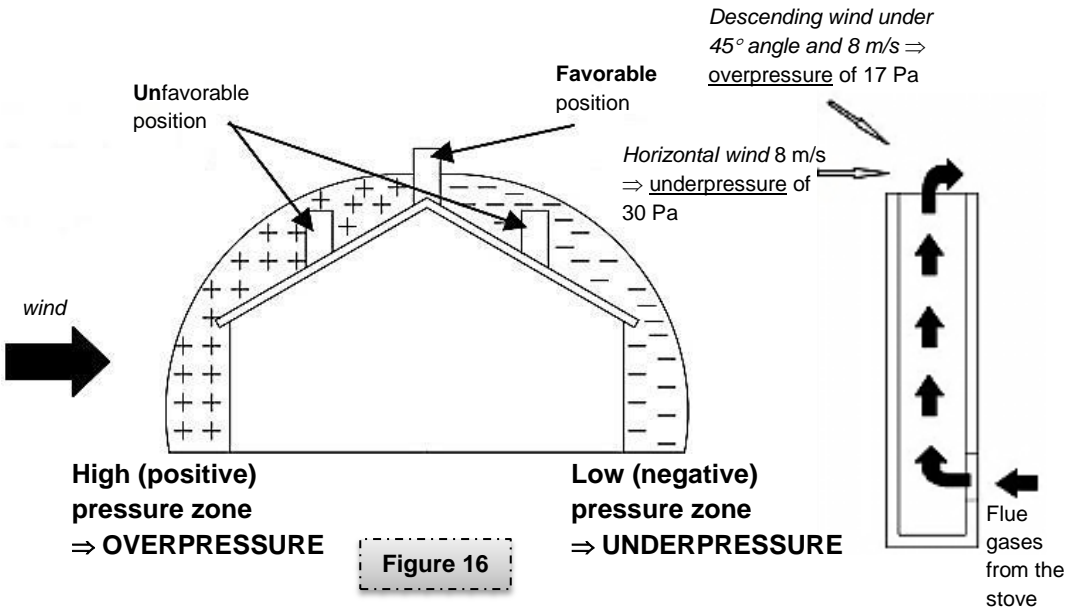 Descending wind under
45° angle and 8 m/s ⇒
overpressure of 17 Pa
Unfavorable
position
Favorable
position
Horizontal wind 8 m/s
⇒ underpressure of
30 Pa
wind
High (positive)
pressure zone
⇒ OVERPRESSURE
Low (negative)
pressure zone
⇒ UNDERPRESSURE
Figure 16
Flue
gases
from the
stove